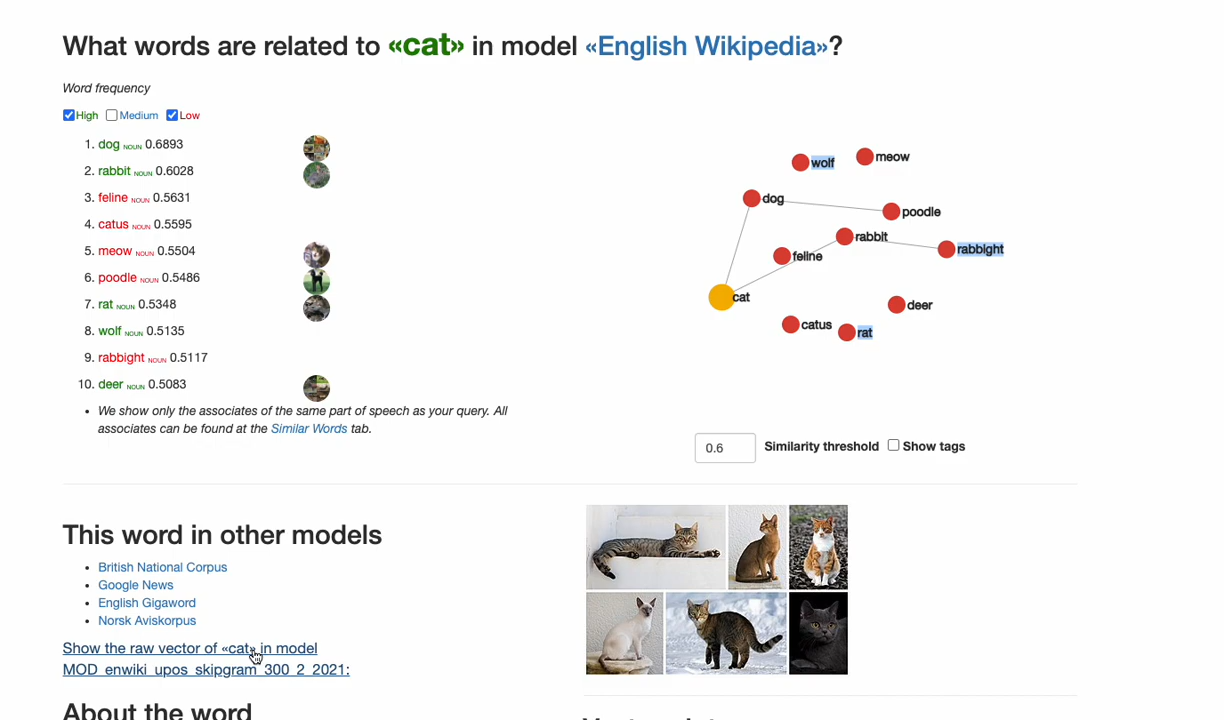 What words are related to «cat» in model «English Wikipedia»?
Word frequency
High Medium Low
1. dog NOUN 0.6893
2. rabbit NOUN 0.6028
3. feline NOUN 0.5631
4. catus NOUN 0.5595
5. meow NOUN 0.5504
6. poodle NOUN 0.5486
7. rat NOUN 0.5348
8. wolf NOUN 0.5135
9. rabbight NOUN 0.5117
10. deer NOUN 0.5083
• We show only the associates of the same part of speech as your query. All
associates can be found at the Similar Words tab.
wolf
meow
dog
poodle
rabbit
rabbight
feline
cat
deer
catus
rat
0.6 Similarity threshold Show tags
This word in other models
• British National Corpus
• Google News
• English Gigaword
• Norsk Aviskorpus
Show the raw vector of «cat» in model
MOD_enwiki_upos_skipgram_300_2_2021:
About the word